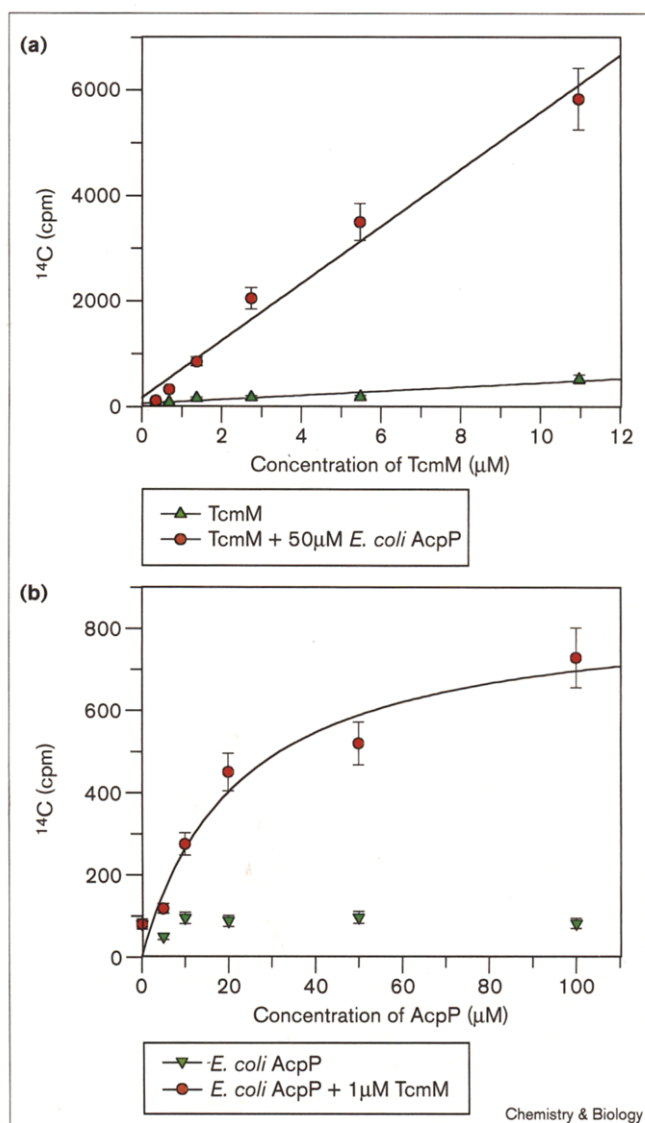 (a)
6000
4000
2000
0
¹⁴C (cpm)
0 2 4 6 8 10 12
Concentration of TcmM (μM)
TcmM
TcmM + 50μM E. coli AcpP
(b)
800
600
400
200
0
¹⁴C (cpm)
0 20 40 60 80 100
Concentration of AcpP (μM)
E. coli AcpP
E. coli AcpP + 1μM TcmM
Chemistry & Biology